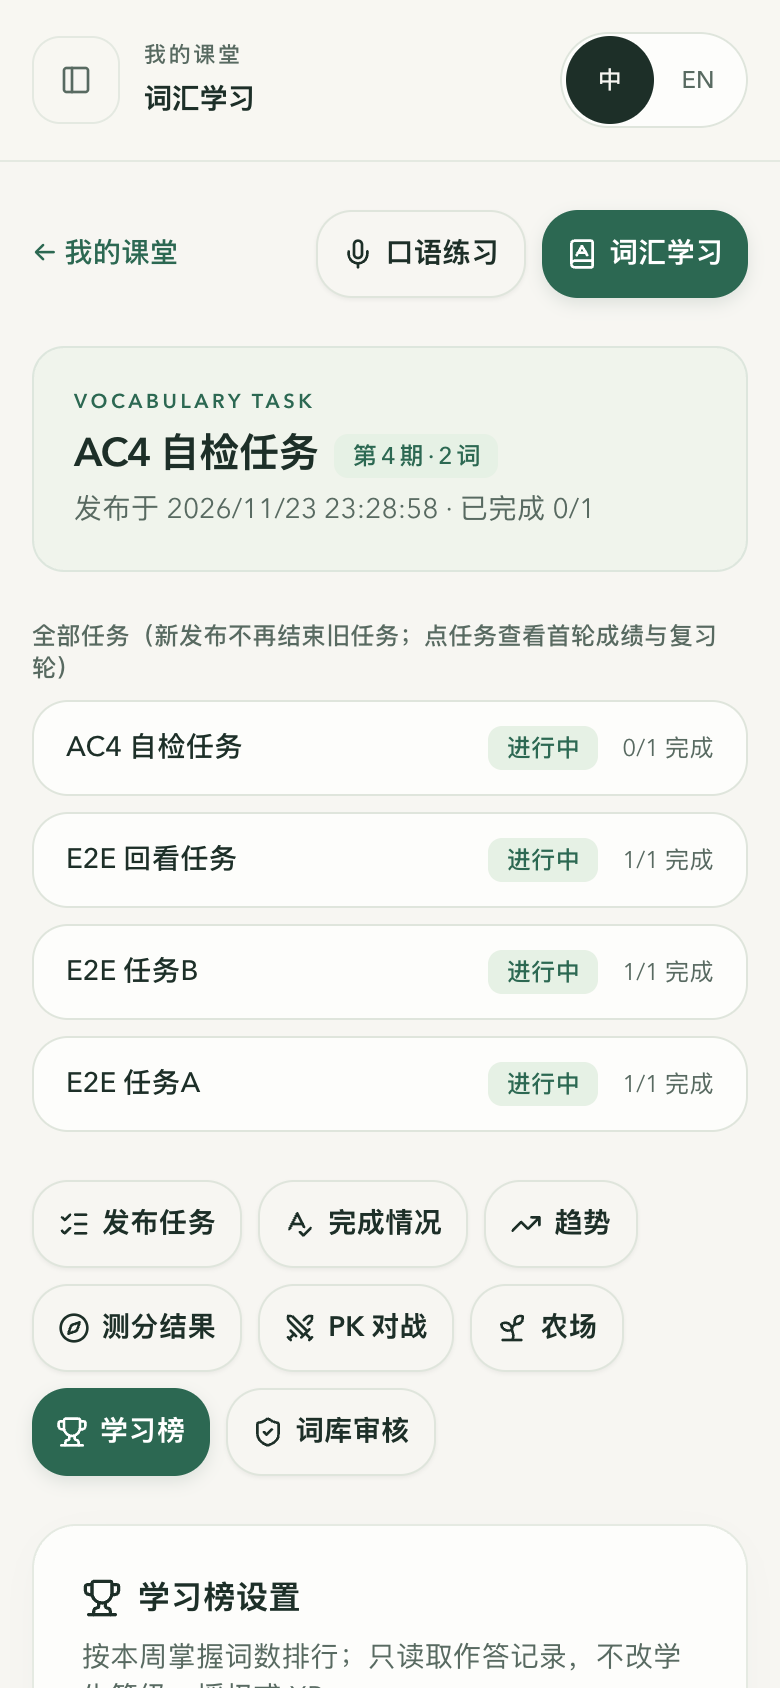 我的课堂
词汇学习
中
EN
← 我的课堂
口语练习
词汇学习
VOCABULARY TASK
AC4 自检任务
第 4 期 · 2 词
发布于 2026/11/23 23:28:58 · 已完成 0/1
全部任务（新发布不再结束旧任务；点任务查看首轮成绩与复习
轮）
AC4 自检任务 进行中 0/1 完成
E2E 回看任务 进行中 1/1 完成
E2E 任务B 进行中 1/1 完成
E2E 任务A 进行中 1/1 完成
发布任务
完成情况
趋势
测分结果
PK 对战
农场
学习榜
词库审核
学习榜设置
按本周掌握词数排行；只读取作答记录，不改学